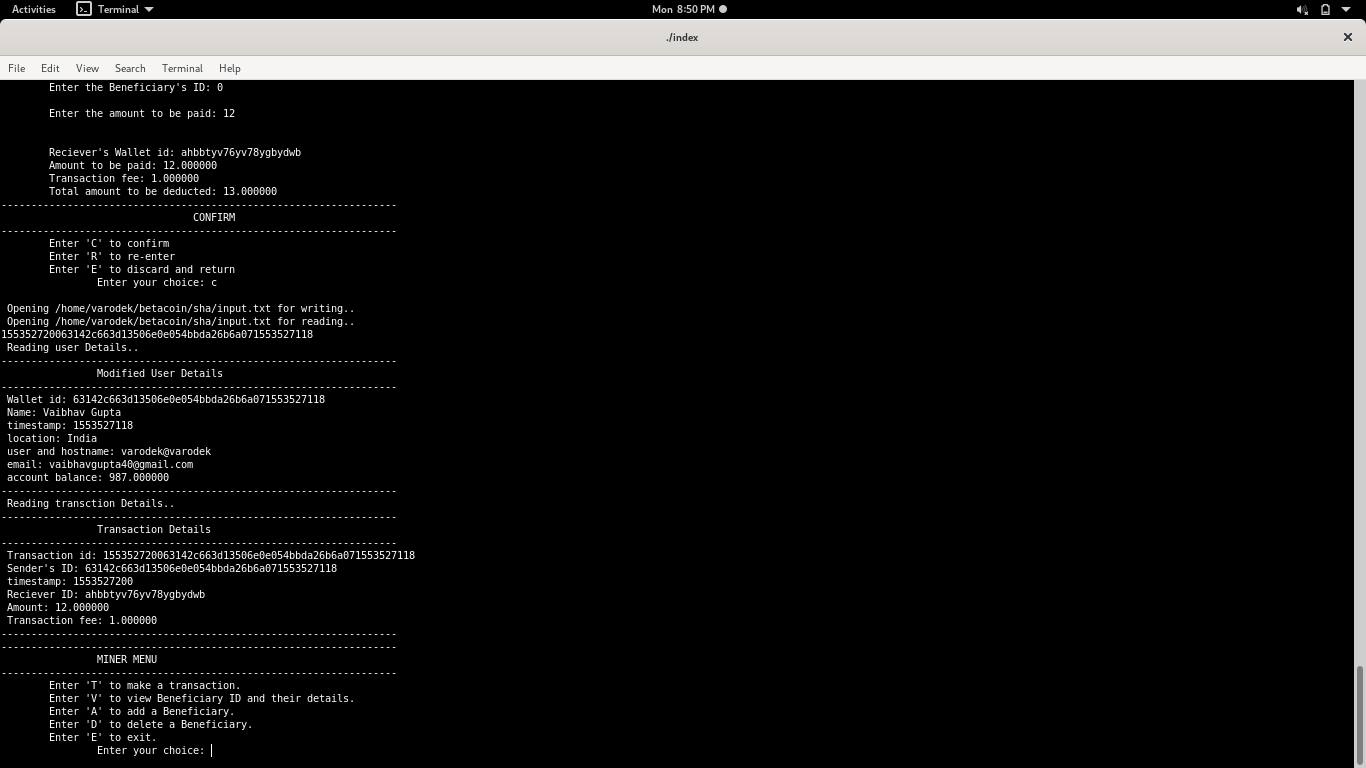 Activities Terminal Mon 8:50 PM
./index
File Edit View Search Terminal Help
Enter the Beneficiary's ID: 0
Enter the amount to be paid: 12
Reciever's Wallet id: ahbbtyv76yv78ygbydwb
Amount to be paid: 12.000000
Transaction fee: 1.000000
Total amount to be deducted: 13.000000
------------------------------------------------------------------
CONFIRM
------------------------------------------------------------------
Enter 'C' to confirm
Enter 'R' to re-enter
Enter 'E' to discard and return
Enter your choice: c
Opening /home/varodek/betacoin/sha/input.txt for writing..
Opening /home/varodek/betacoin/sha/input.txt for reading..
155352720063142c663d13506e0e054bbda26b6a071553527118
Reading user Details..
------------------------------------------------------------------
Modified User Details
------------------------------------------------------------------
Wallet id: 63142c663d13506e0e054bbda26b6a071553527118
Name: Vaibhav Gupta
timestamp: 1553527118
location: India
user and hostname: varodek@varodek
email: vaibhavgupta40@gmail.com
account balance: 987.000000
------------------------------------------------------------------
Reading transction Details..
------------------------------------------------------------------
Transaction Details
------------------------------------------------------------------
Transaction id: 155352720063142c663d13506e0e054bbda26b6a071553527118
Sender's ID: 63142c663d13506e0e054bbda26b6a071553527118
timestamp: 1553527200
Reciever ID: ahbbtyv76yv78ygbydwb
Amount: 12.000000
Transaction fee: 1.000000
------------------------------------------------------------------
------------------------------------------------------------------
MINER MENU
------------------------------------------------------------------
Enter 'T' to make a transaction.
Enter 'V' to view Beneficiary ID and their details.
Enter 'A' to add a Beneficiary.
Enter 'D' to delete a Beneficiary.
Enter 'E' to exit.
Enter your choice: